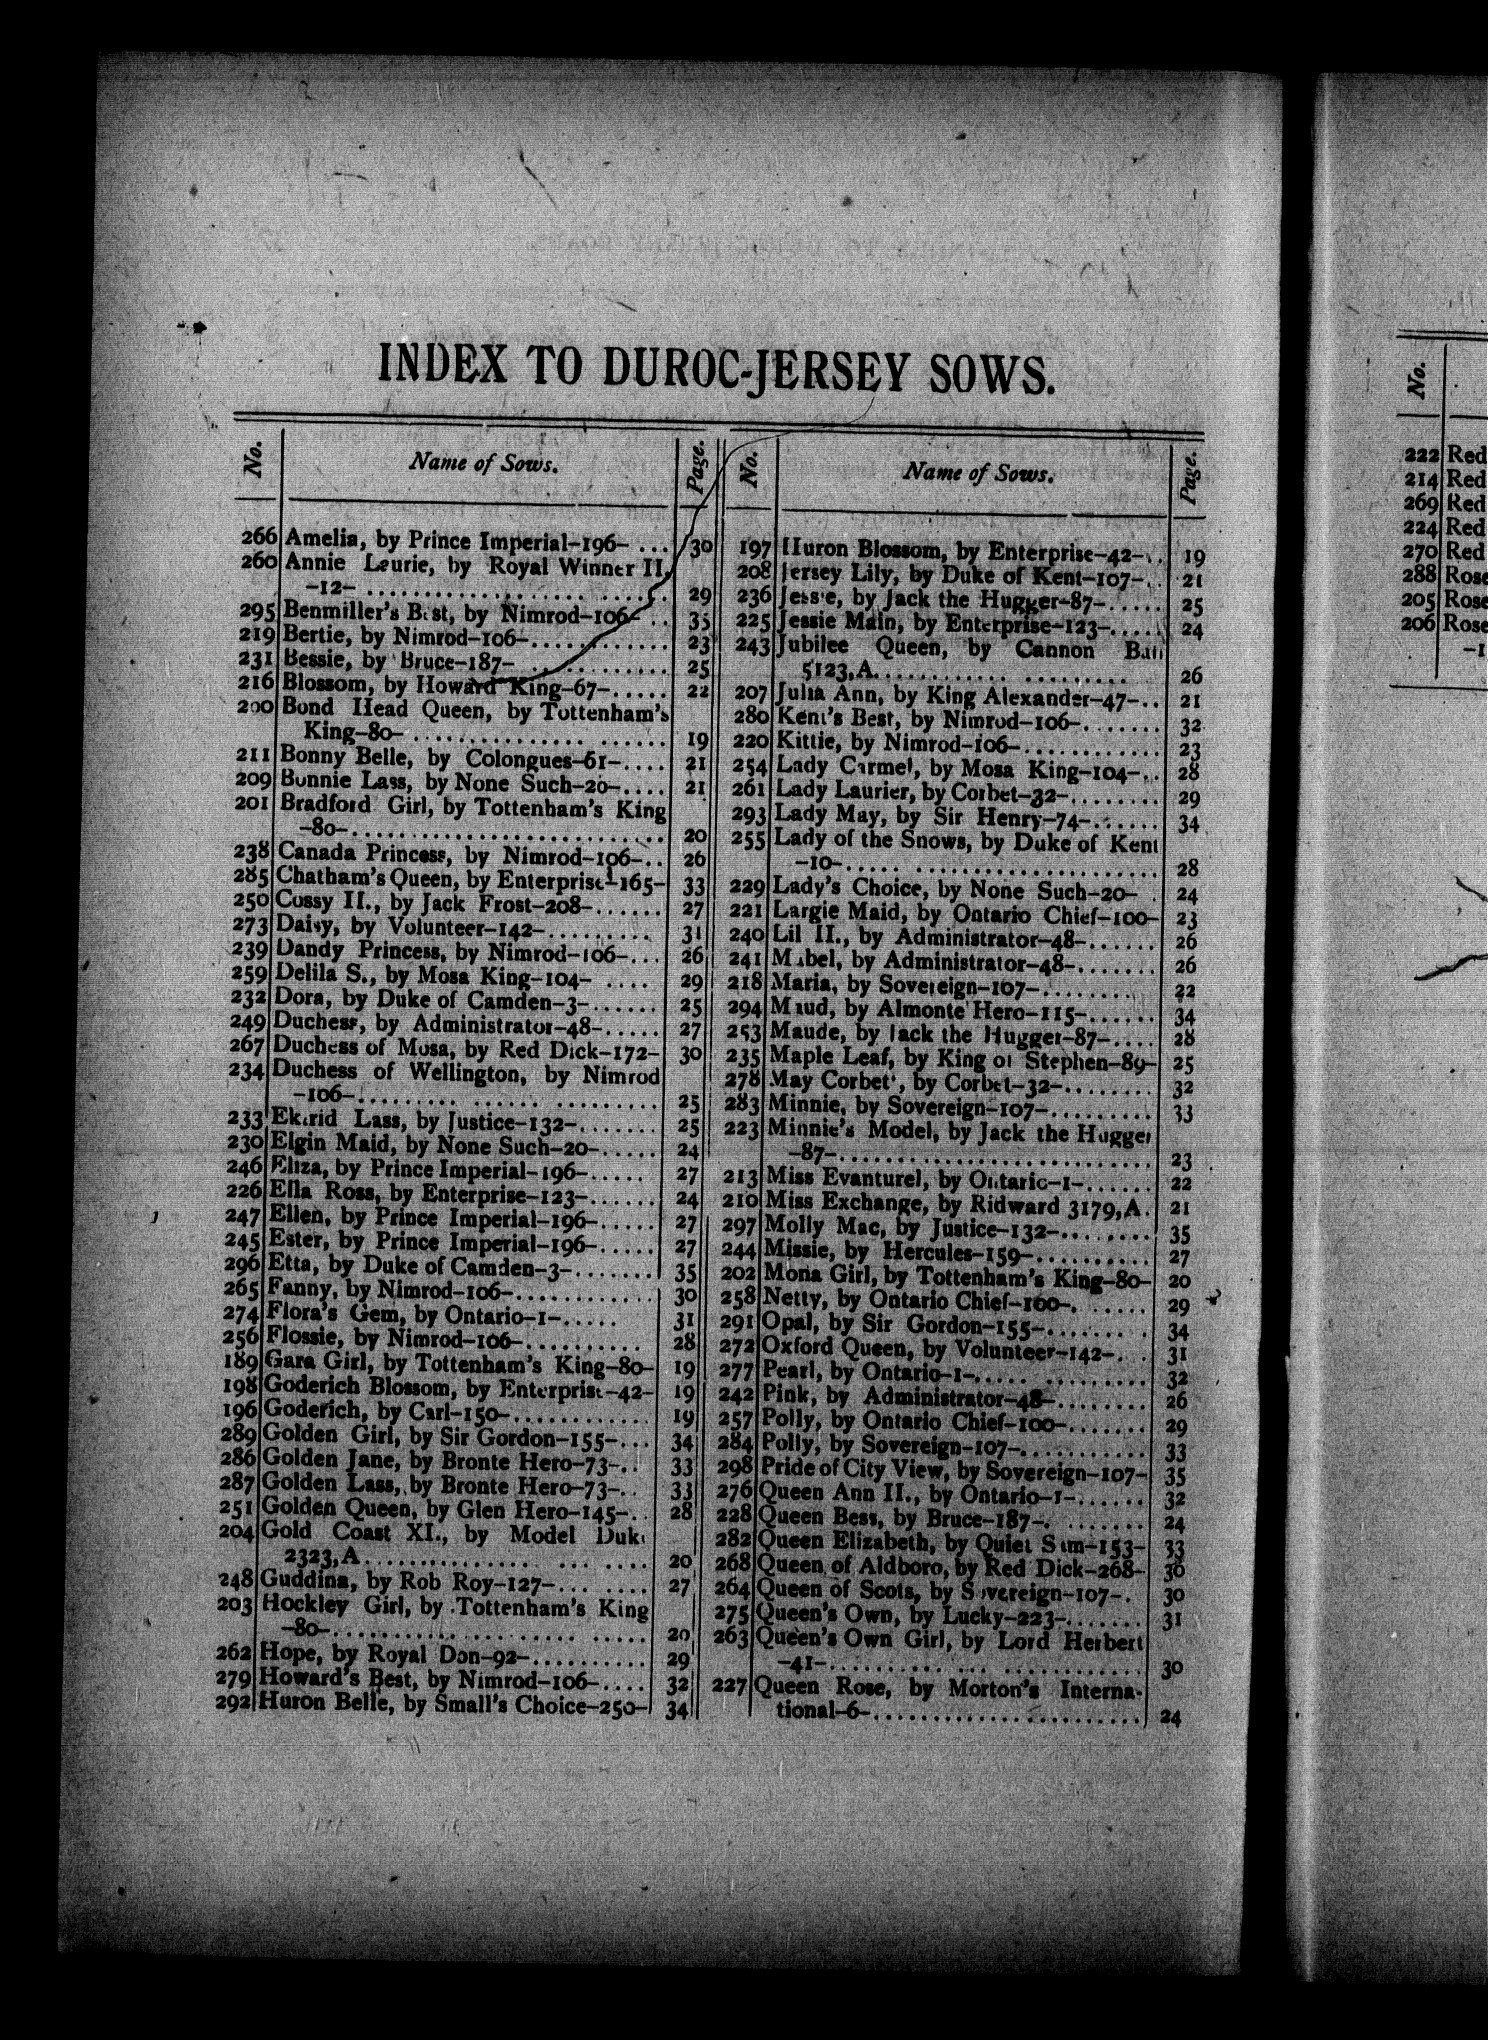 INDEX TO DUROC-JERSEY SOWS.
No. Name of Sows. Page.
266 Amelia, by Prince Imperial-196- ... 30
260 Annie Laurie, by Royal Winner II,
-12- .......................... 29
295 Benmiller's Best, by Nimrod-106- .. 35
219 Bertie, by Nimrod-106-............ 23
231 Bessie, by Bruce-187- ............ 25
216 Blossom, by Howard King-67-..... 22
200 Bond Head Queen, by Tottenham's
King-80- ...................... 19
211 Bonny Belle, by Colongues-61-.... 21
209 Bonnie Lass, by None Such-20-.... 21
201 Bradford Girl, by Tottenham's King
-80-........................... 20
238 Canada Princess, by Nimrod-106-.. 26
285 Chatham's Queen, by Enterprise-165- 33
250 Cossy II., by Jack Frost-208-...... 27
273 Daisy, by Volunteer-142-......... 31
239 Dandy Princess, by Nimrod-106-... 26
259 Delila S., by Mosa King-104- .... 29
232 Dora, by Duke of Camden-3-...... 25
249 Duchess, by Administrator-48-..... 27
267 Duchess of Mosa, by Red Dick-172- 30
234 Duchess of Wellington, by Nimrod
-106-.......................... 25
233 Ekfrid Lass, by Justice-132-....... 25
230 Elgin Maid, by None Such-20-..... 24
246 Eliza, by Prince Imperial-196-..... 27
226 Ella Ross, by Enterprise-123-...... 24
247 Ellen, by Prince Imperial-196-..... 27
245 Ester, by Prince Imperial-196-..... 27
296 Etta, by Duke of Camden-3-....... 35
265 Fanny, by Nimrod-106-............ 30
274 Flora's Gem, by Ontario-1-..... 31
256 Flossie, by Nimrod-106-.......... 28
189 Gara Girl, by Tottenham's King-80- 19
198 Goderich Blossom, by Enterprise-42- 19
196 Goderich, by Carl-150-............ 19
289 Golden Girl, by Sir Gordon-155-... 34
286 Golden Jane, by Bronte Hero-73-.. 33
287 Golden Lass, by Bronte Hero-73-.. 33
251 Golden Queen, by Glen Hero-145-.. 28
204 Gold Coast XI., by Model Duke
2323,A......................... 20
248 Guddina, by Rob Roy-127-... .... 27
203 Hockley Girl, by Tottenham's King
-80-........................... 20
262 Hope, by Royal Don-92-.......... 29
279 Howard's Best, by Nimrod-106-.... 32
292 Huron Belle, by Small's Choice-250- 34
No. Name of Sows. Page.
197 Huron Blossom, by Enterprise-42-.. 19
208 Jersey Lily, by Duke of Kent-107-.. 21
236 Jessie, by Jack the Hugger-87-..... 25
225 Jessie Main, by Enterprise-123-..... 24
243 Jubilee Queen, by Cannon Ball
5123,A............ ......... 26
207 Julia Ann, by King Alexander-47-.. 21
280 Kent's Best, by Nimrod-106-....... 32
220 Kittie, by Nimrod-106-............ 23
254 Lady Carmel, by Mosa King-104-.. 28
261 Lady Laurier, by Corbet-32-........ 29
293 Lady May, by Sir Henry-74-...... 34
255 Lady of the Snows, by Duke of Kent
-10-..... ..................... 28
229 Lady's Choice, by None Such-20- . 24
221 Largie Maid, by Ontario Chief-100- 23
240 Lil II., by Administrator-48-...... 26
241 Mabel, by Administrator-48-....... 26
218 Maria, by Sovereign-107-........ 22
294 Maud, by Almonte Hero-115-...... 34
253 Maude, by Jack the Hugger-87-.... 28
235 Maple Leaf, by King of Stephen-89- 25
278 May Corbet', by Corbet-32-........ 32
283 Minnie, by Sovereign-107-......... 33
223 Minnie's Model, by Jack the Hugger
-87-........................... 23
213 Miss Evanturel, by Ontario-1-...... 22
210 Miss Exchange, by Ridward 3179,A. 21
297 Molly Mac, by Justice-132-........ 35
244 Missie, by Hercules-159-.......... 27
202 Mona Girl, by Tottenham's King-80- 20
258 Netty, by Ontario Chief-100-. ..... 29
291 Opal, by Sir Gordon-155-........ . 34
272 Oxford Queen, by Volunteer-142-... 31
277 Pearl, by Ontario-1-..... ......... 32
242 Pink, by Administrator-48-........ 26
257 Polly, by Ontario Chief-100-....... 29
284 Polly, by Sovereign-107-........... 33
298 Pride of City View, by Sovereign-107- 35
276 Queen Ann II., by Ontario-1-...... 32
228 Queen Bess, by Bruce-187-. ....... 24
282 Queen Elizabeth, by Quiet Sam-153- 33
268 Queen of Aldboro, by Red Dick-268- 30
264 Queen of Scots, by Sovereign-107-. 30
275 Queen's Own, by Lucky-223-....... 31
263 Queen's Own Girl, by Lord Herbert
-41-.......... ... ............ 30
227 Queen Rose, by Morton's Interna-
tional-6-....................... 24
No.
222 Red
214 Red
269 Red
224 Red
270 Red
288 Rose
205 Rose
206 Rose
-1